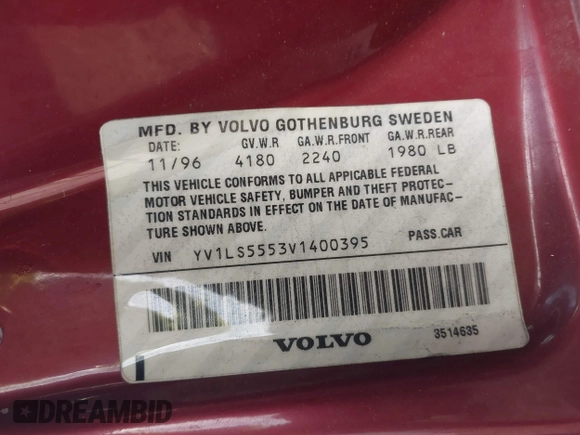 MFD. BY VOLVO GOTHENBURG SWEDEN
DATE: GV.W.R GA.W.R.FRONT GA.W.R.REAR
11/96 4180 2240 1980 LB
THIS VEHICLE CONFORMS TO ALL APPLICABLE FEDERAL
MOTOR VEHICLE SAFETY, BUMPER AND THEFT PROTEC-
TION STANDARDS IN EFFECT ON THE DATE OF MANUFAC-
TURE SHOWN ABOVE.
VIN YV1LS5553V1400395 PASS.CAR
VOLVO 3514635
DREAMBID